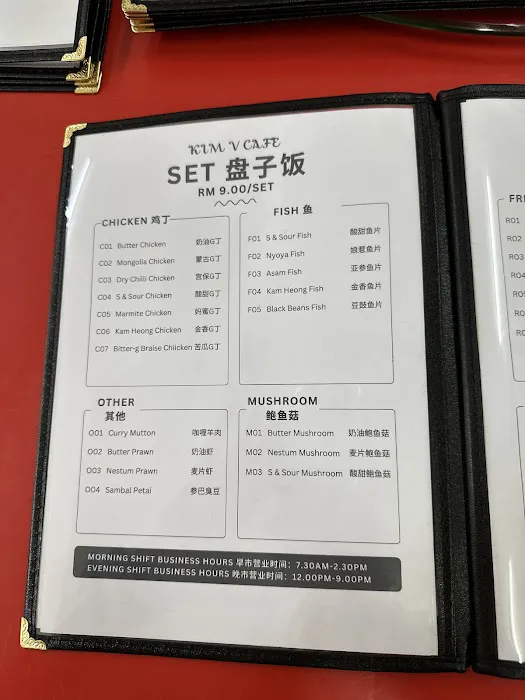 KIM V CAFE
SET 盘子饭
RM 9.00/SET
CHICKEN 鸡丁
C01 Butter Chicken 奶油G丁
C02 Mongolia Chicken 蒙古G丁
C03 Dry Chilli Chicken 宫保G丁
C04 S & Sour Chicken 酸甜G丁
C05 Marmite Chicken 妈蜜G丁
C06 Kam Heong Chicken 金香G丁
C07 Bitter-g Braise Chiicken 苦瓜G丁
FISH 鱼
F01 S & Sour Fish 酸甜鱼片
F02 Nyoya Fish 娘惹鱼片
F03 Asam Fish 亚参鱼片
F04 Kam Heong Fish 金香鱼片
F05 Black Beans Fish 豆鼓鱼片
OTHER
其他
O01 Curry Mutton 咖喱羊肉
O02 Butter Prawn 奶油虾
O03 Nestum Prawn 麦片虾
O04 Sambal Petai 参巴臭豆
MUSHROOM
鲍鱼菇
M01 Butter Mushroom 奶油鲍鱼菇
M02 Nestum Mushroom 麦片鲍鱼菇
M03 S & Sour Mushroom 酸甜鲍鱼菇
MORNING SHIFT BUSINESS HOURS 早市营业时间：7.30AM-2.30PM
EVENING SHIFT BUSINESS HOURS 晚市营业时间：12.00PM-9.00PM
R01
R02
R03